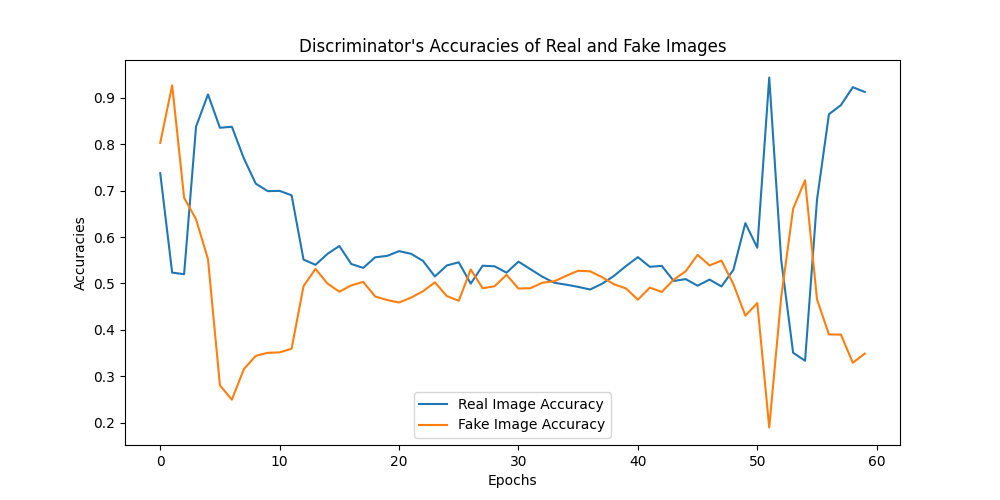 Discriminator's Accuracies of Real and Fake Images
Accuracies
0.9
0.8
0.7
0.6
0.5
0.4
0.3
0.2
Real Image Accuracy
Fake Image Accuracy
0 10 20 30 40 50 60
Epochs